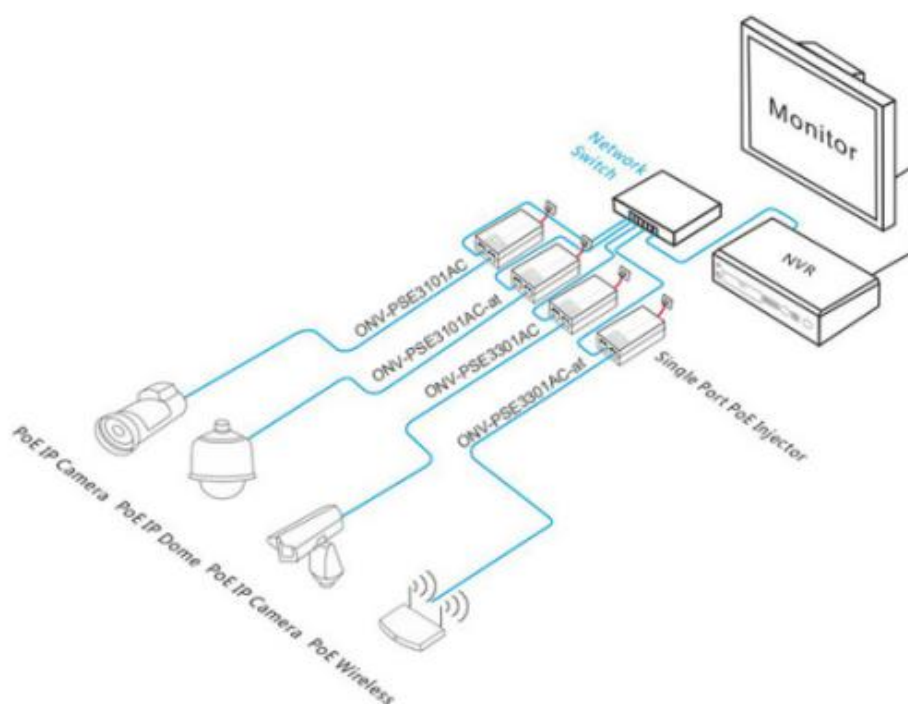 Monitor
Network
Switch
NVR
ONV-PSE3101AC
ONV-PSE3101AC-at
ONV-PSE3301AC
ONV-PSE3301AC-at
Single Port PoE Injector
PoE IP Camera
PoE IP Dome
PoE IP Camera
PoE Wireless